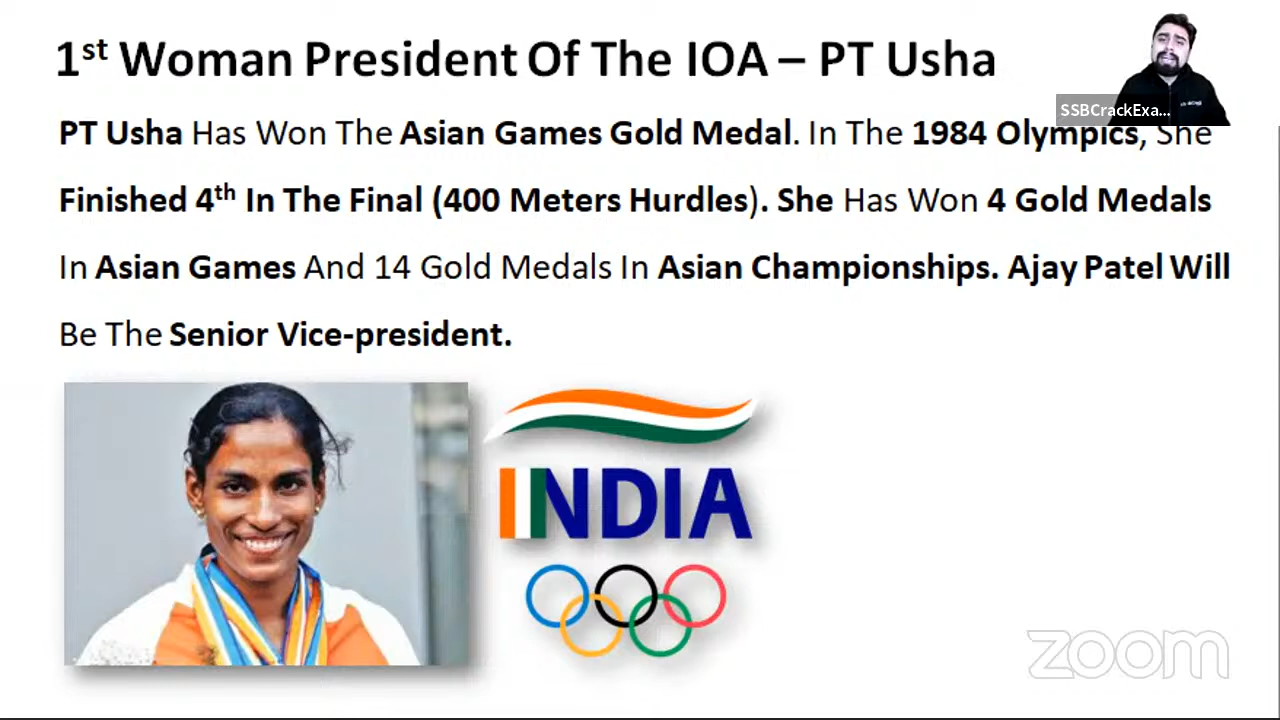 1st Woman President Of The IOA – PT Usha
SSBCrackExa...
PT Usha Has Won The Asian Games Gold Medal. In The 1984 Olympics, She
Finished 4th In The Final (400 Meters Hurdles). She Has Won 4 Gold Medals
In Asian Games And 14 Gold Medals In Asian Championships. Ajay Patel Will
Be The Senior Vice-president.
INDIA
zoom